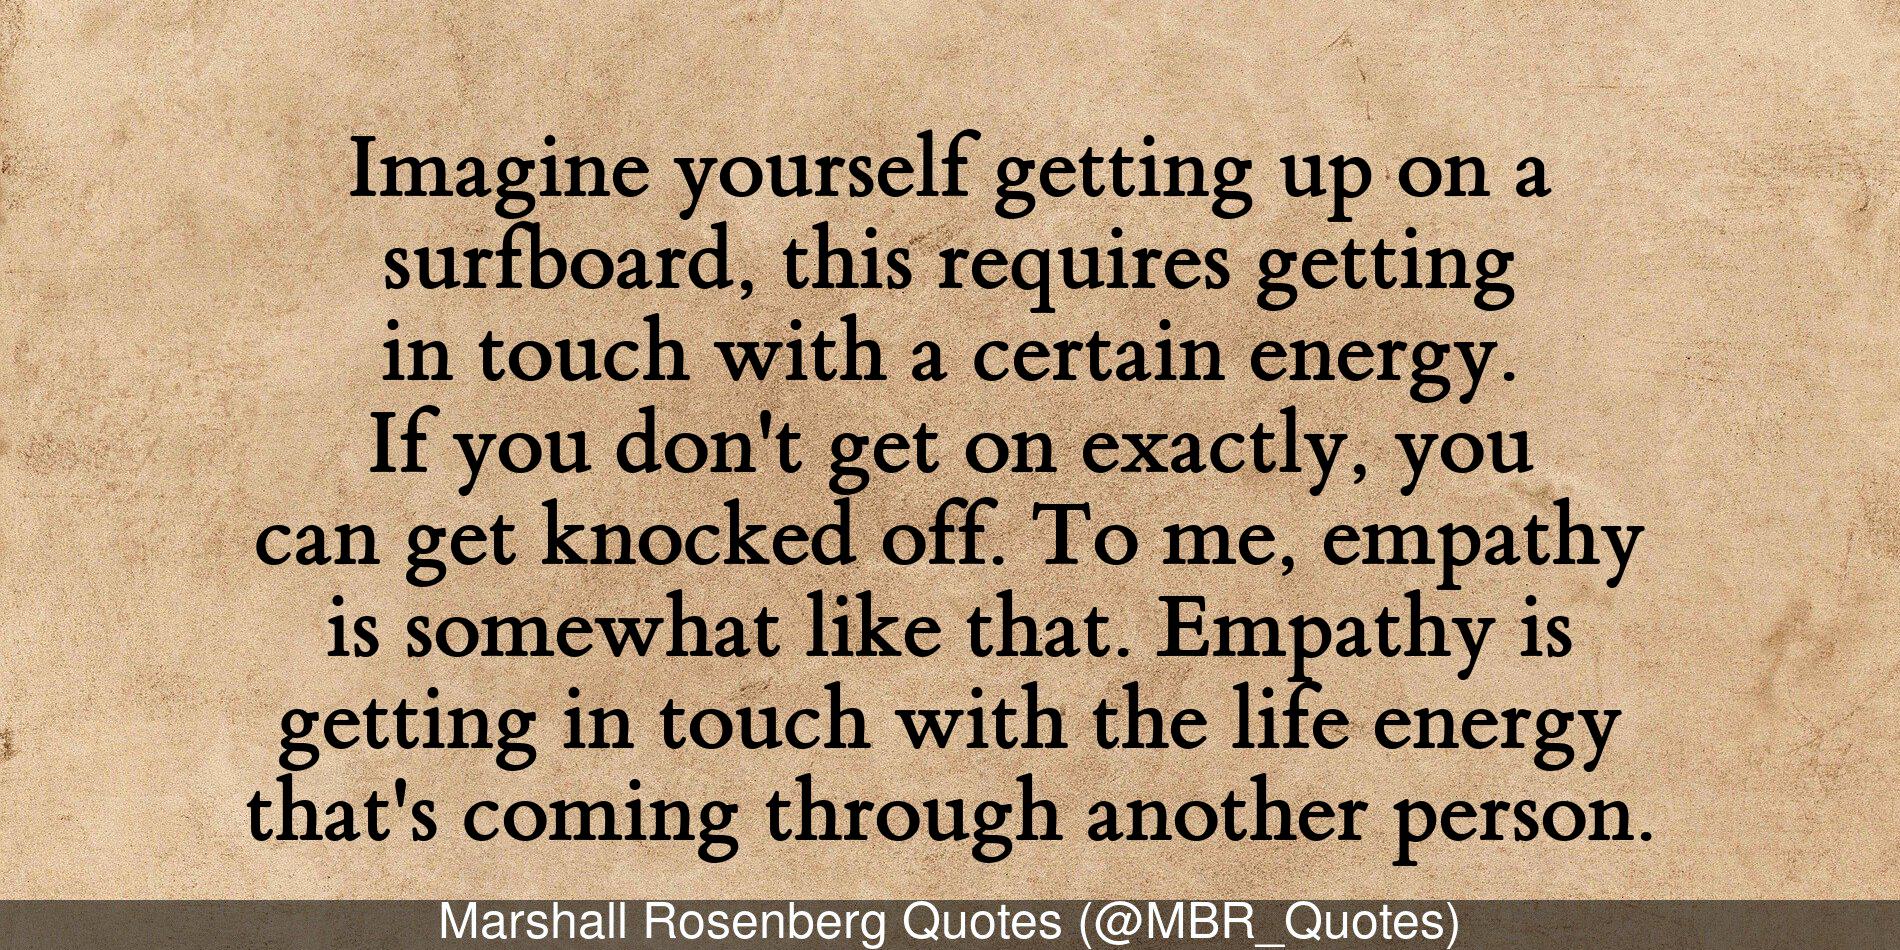 Imagine yourself getting up on a
surfboard, this requires getting
in touch with a certain energy.
If you don't get on exactly, you
can get knocked off. To me, empathy
is somewhat like that. Empathy is
getting in touch with the life energy
that's coming through another person.
Marshall Rosenberg Quotes (@MBR_Quotes)